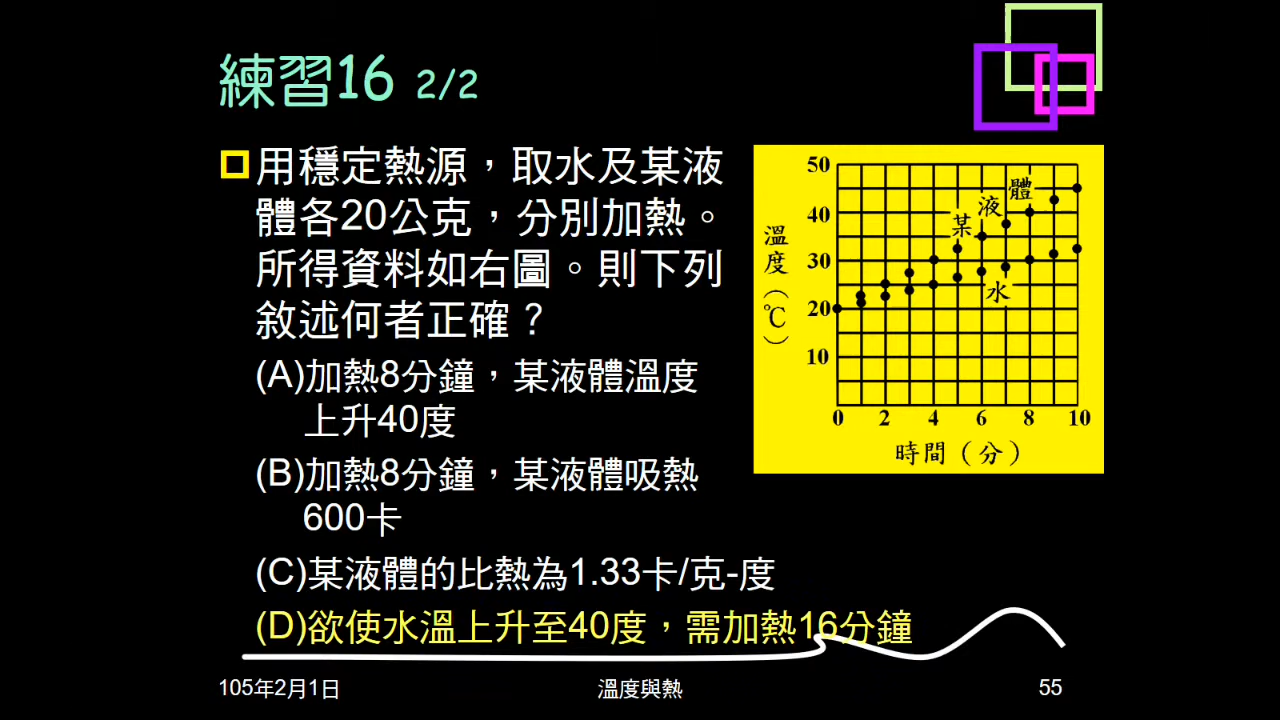 練習16 2/2
用穩定熱源，取水及某液
體各20公克，分別加熱。
所得資料如右圖。則下列
敘述何者正確？
(A)加熱8分鐘，某液體溫度
上升40度
(B)加熱8分鐘，某液體吸熱
600卡
(C)某液體的比熱為1.33卡/克-度
(D)欲使水溫上升至40度，需加熱16分鐘
溫度(℃)
50
40
30
20
10
某液體
水
0 2 4 6 8 10
時間(分)
105年2月1日
溫度與熱
55